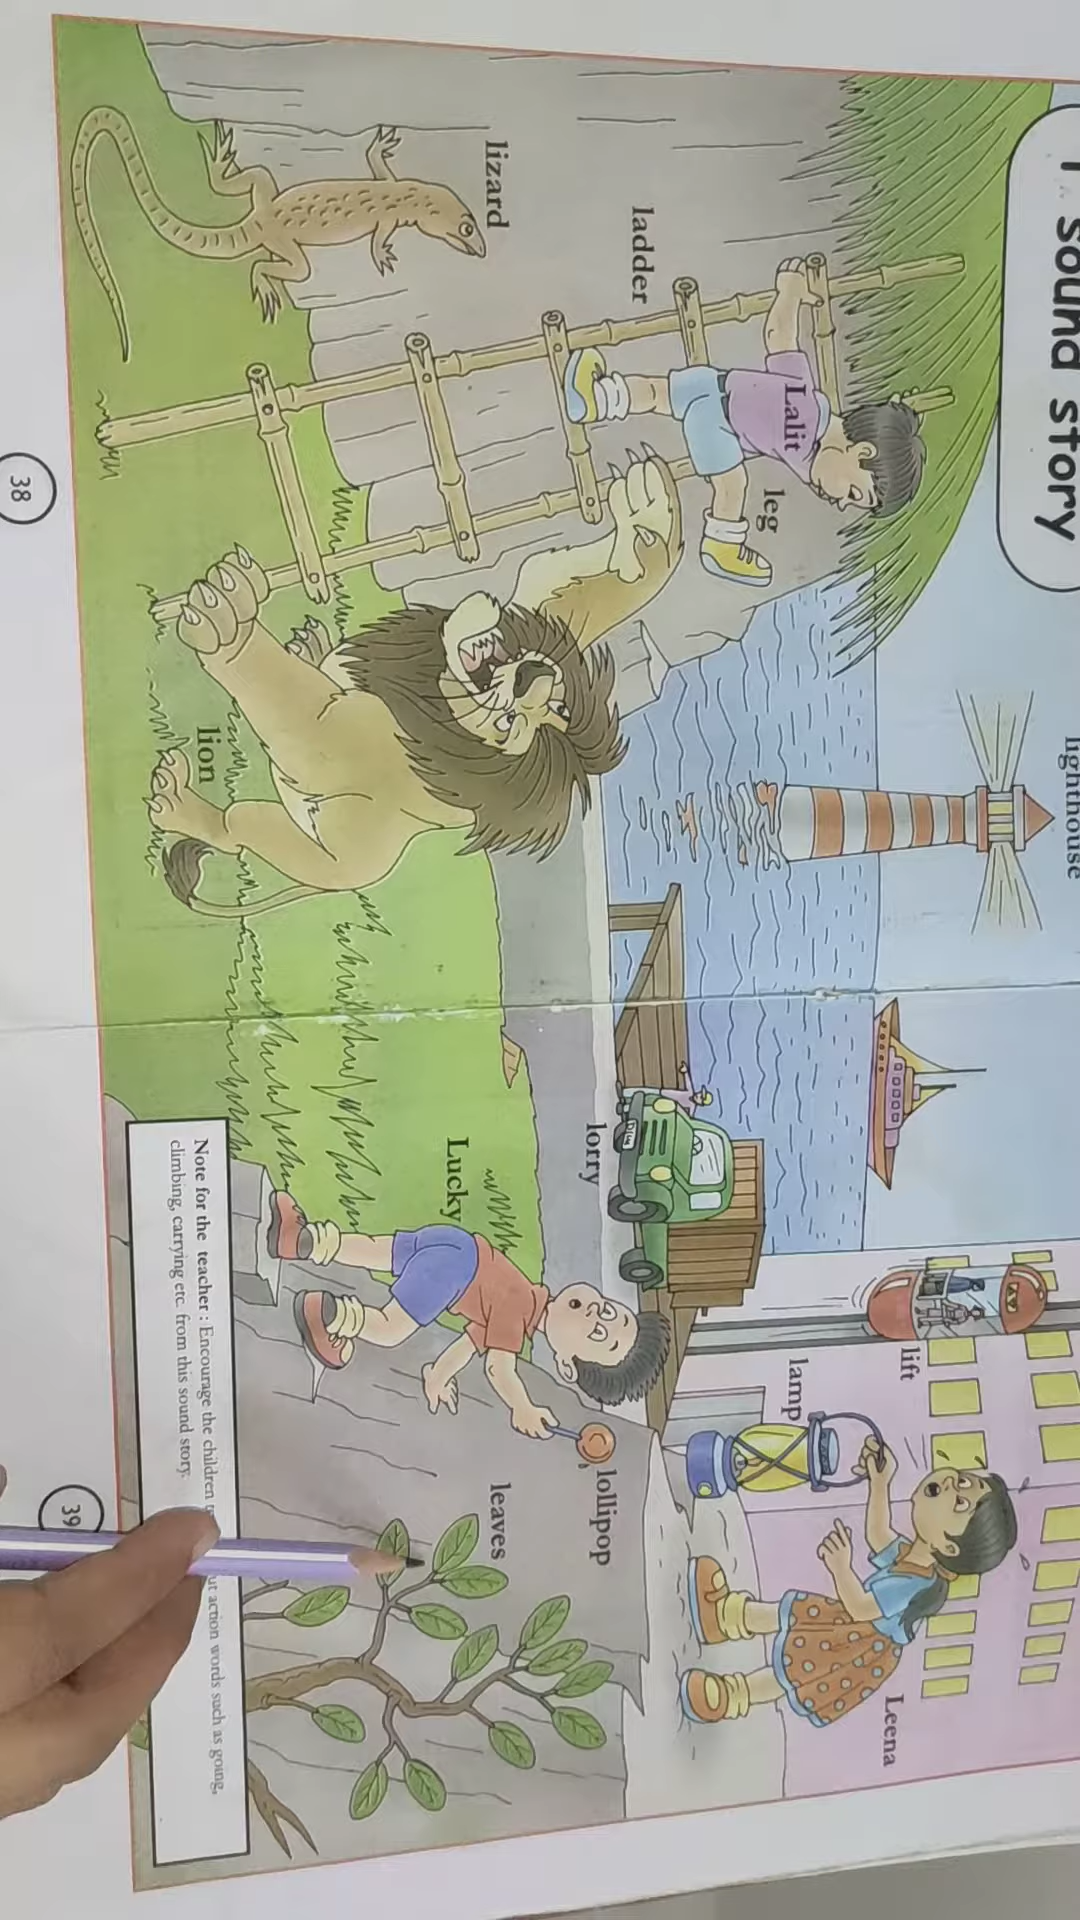 sound story
lighthouse
lift
Leena
lamp
Lalit
leg
ladder
lizard
lorry
lollipop
leaves
Lucky
lion
Note for the teacher : Encourage the children
action words such as going,
climbing, carrying etc. from this sound story.
38
39